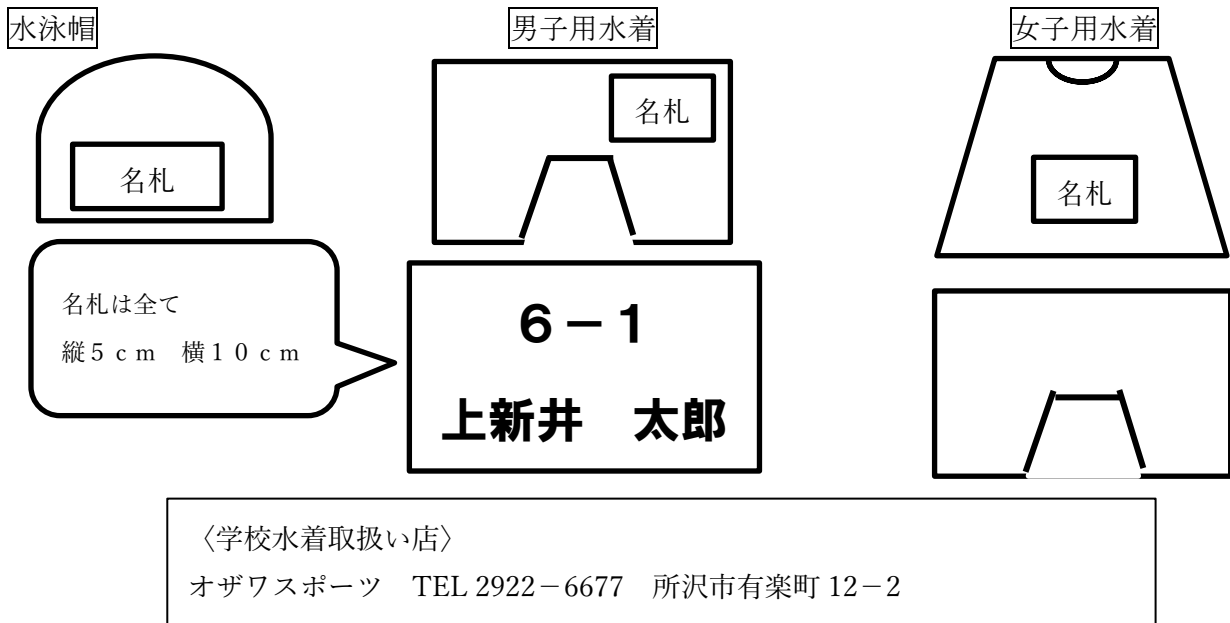 水泳帽
男子用水着
女子用水着
名札
名札
名札
名札は全て
縦5cm　横10cm
6－1
上新井　太郎
〈学校水着取扱い店〉
オザワスポーツ　TEL 2922－6677　所沢市有楽町 12－2